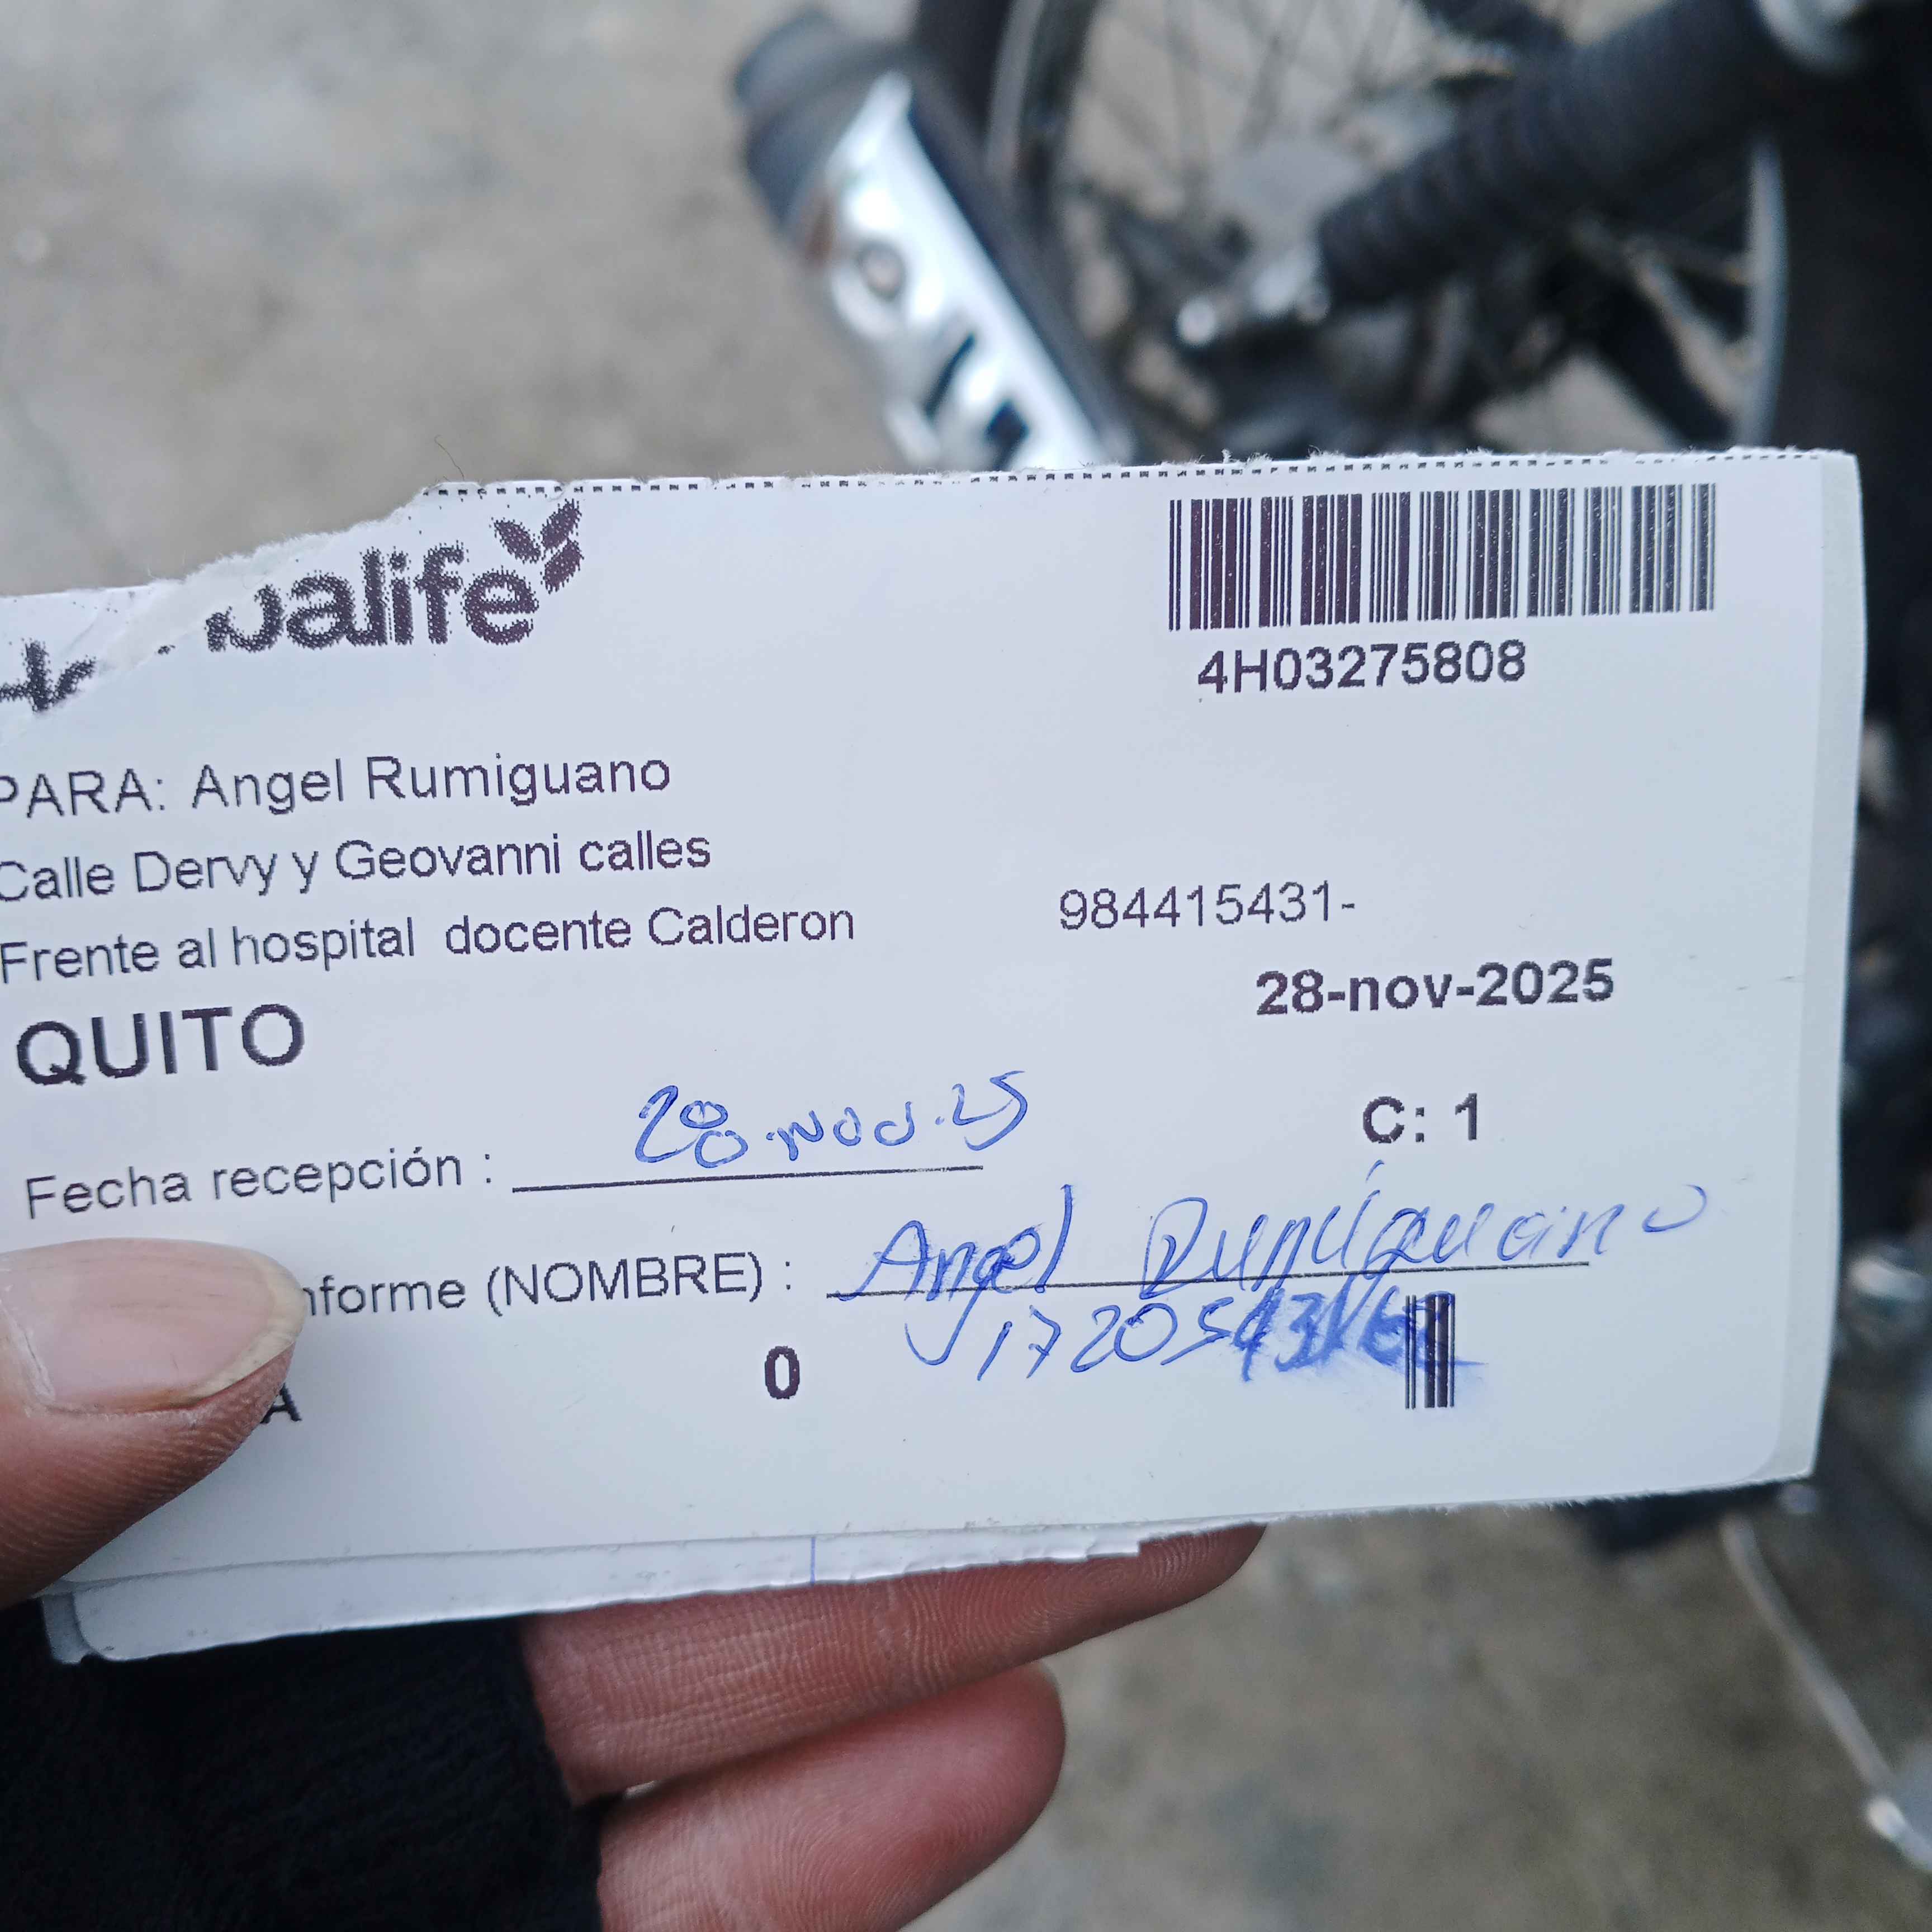 Herbalife
4H03275808
PARA: Angel Rumiguano
Calle Dervy y Geovanni calles
Frente al hospital docente Calderon
984415431-
28-nov-2025
QUITO
C: 1
Fecha recepción : 28.nov.25
nforme (NOMBRE) : Angel Rumiguano
A
0